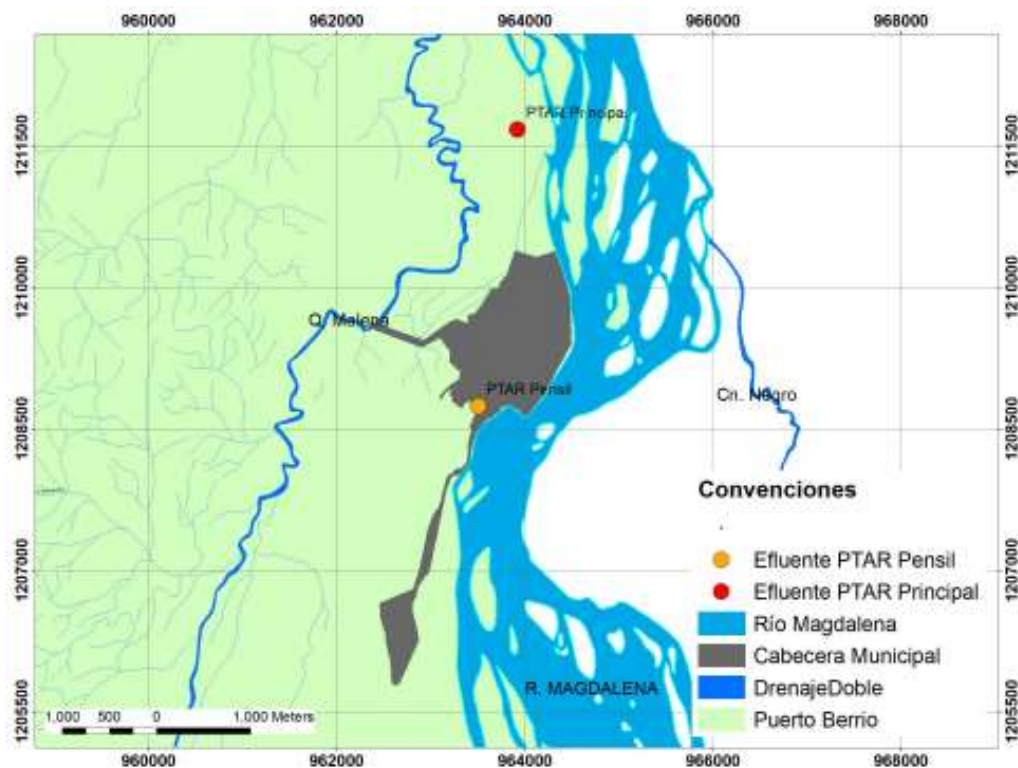 960000 962000 964000 966000 968000
PTAR Principa.
1211500 1211500
1210000 1210000
Q. Malena
PTAR Pensil
Cn. Negro
1208500 1208500
Convenciones
Efluente PTAR Pensil
1207000 1207000
Efluente PTAR Principal
Río Magdalena
Cabecera Municipal
R. MAGDALENA
DrenajeDoble
Puerto Berrio
1205500 1205500
1,000 500 0 1,000 Meters
960000 962000 964000 966000 968000